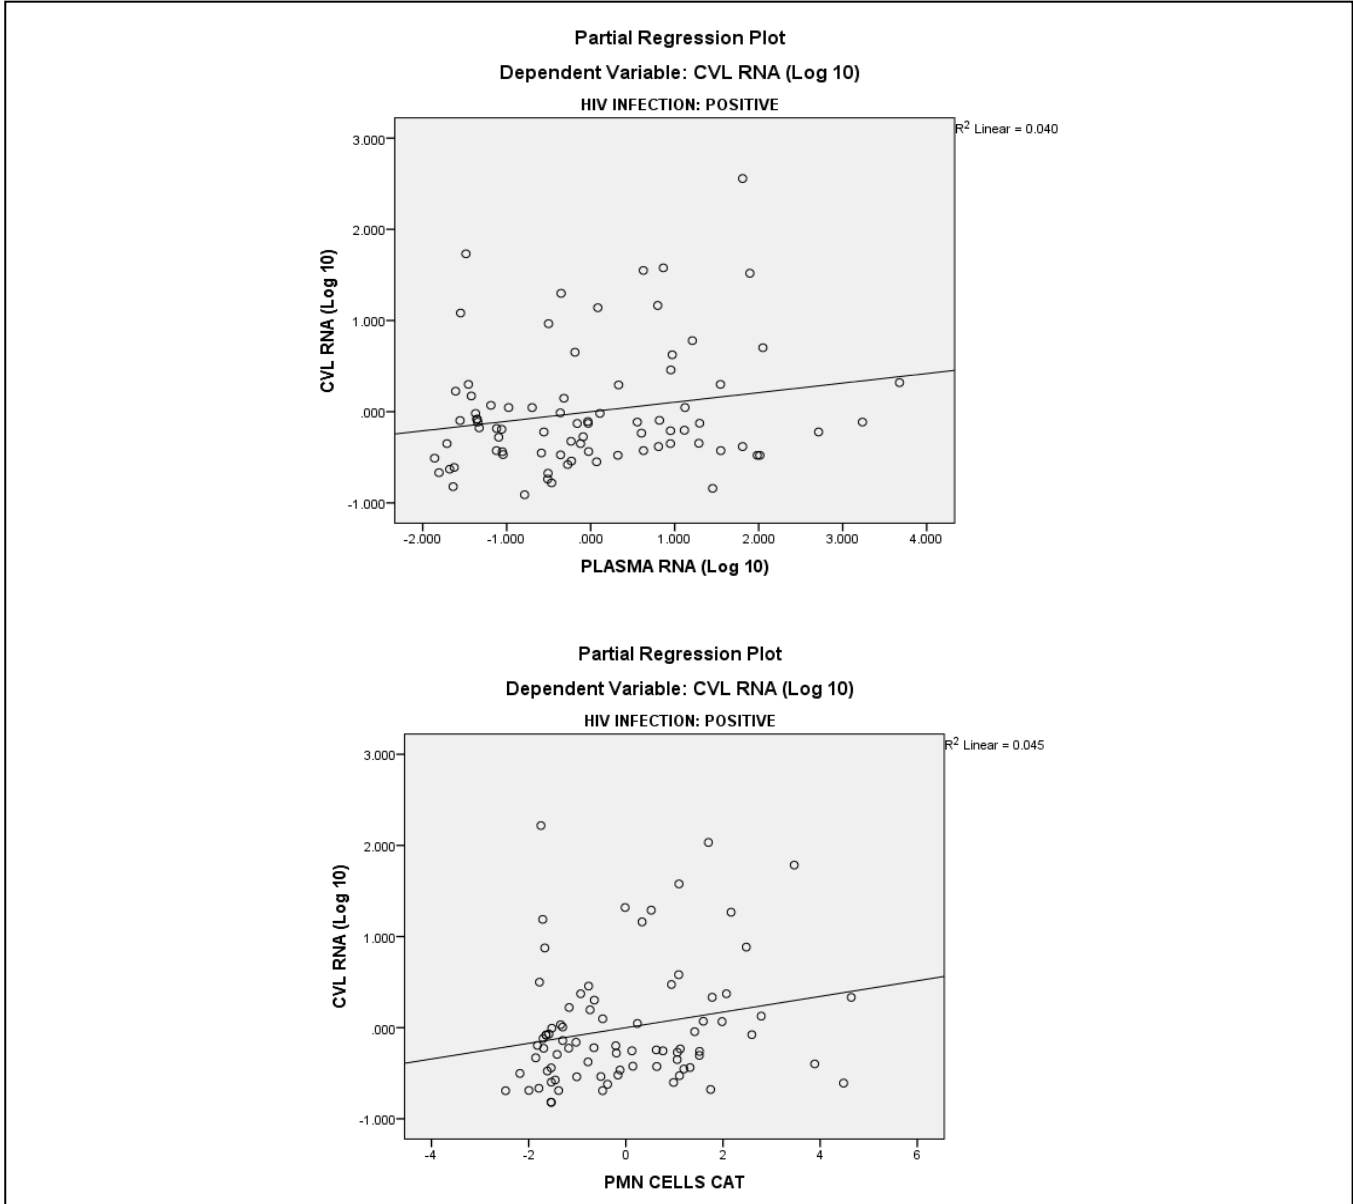 Partial Regression Plot
Dependent Variable: CVL RNA (Log 10)
HIV INFECTION: POSITIVE
R2 Linear = 0.040
3.000
2.000
1.000
.000
-1.000
CVL RNA (Log 10)
-2.000 -1.000 .000 1.000 2.000 3.000 4.000
PLASMA RNA (Log 10)
Partial Regression Plot
Dependent Variable: CVL RNA (Log 10)
HIV INFECTION: POSITIVE
R2 Linear = 0.045
3.000
2.000
1.000
.000
-1.000
CVL RNA (Log 10)
-4 -2 0 2 4 6
PMN CELLS CAT